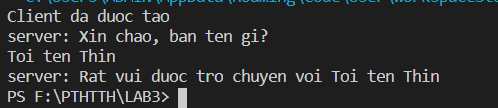 Client da duoc tao
server: Xin chao, ban ten gi?
Toi ten Thin
server: Rat vui duoc tro chuyen voi Toi ten Thin
PS F:\PTHTTH\LAB3>